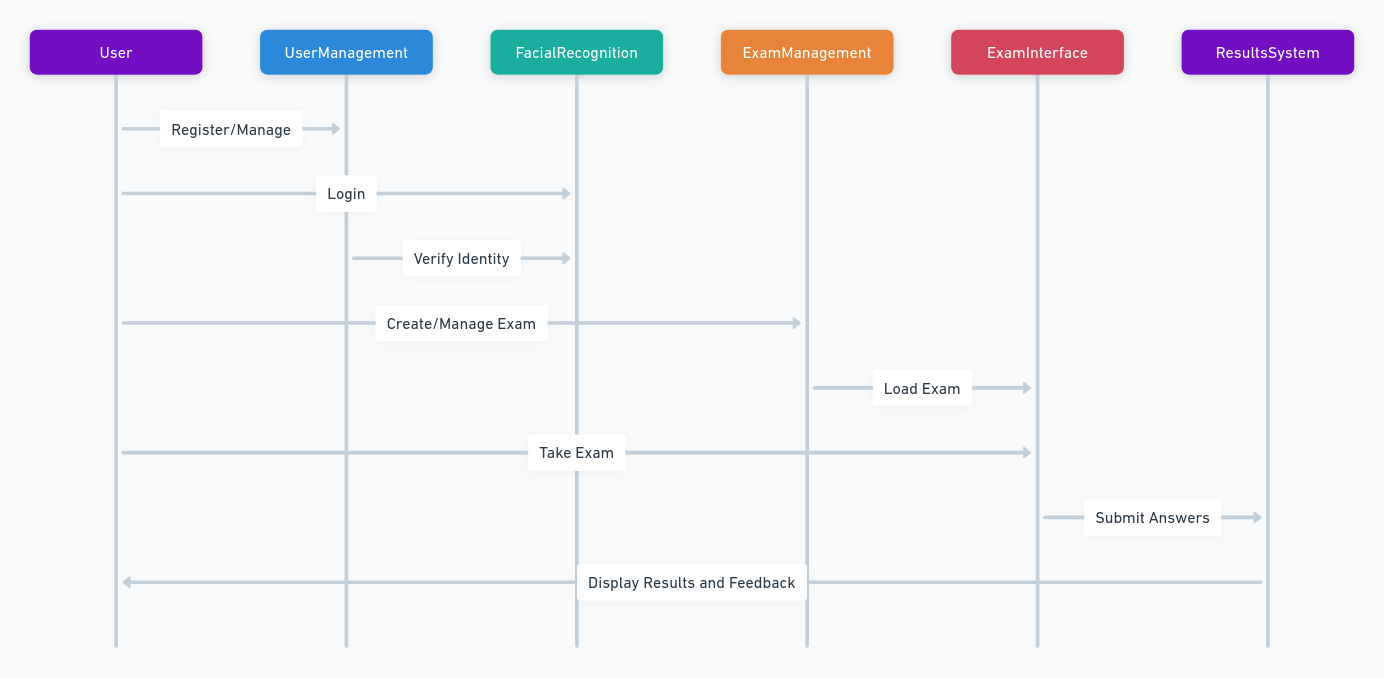 User
UserManagement
FacialRecognition
ExamManagement
ExamInterface
ResultsSystem
Register/Manage
Login
Verify Identity
Create/Manage Exam
Load Exam
Take Exam
Submit Answers
Display Results and Feedback